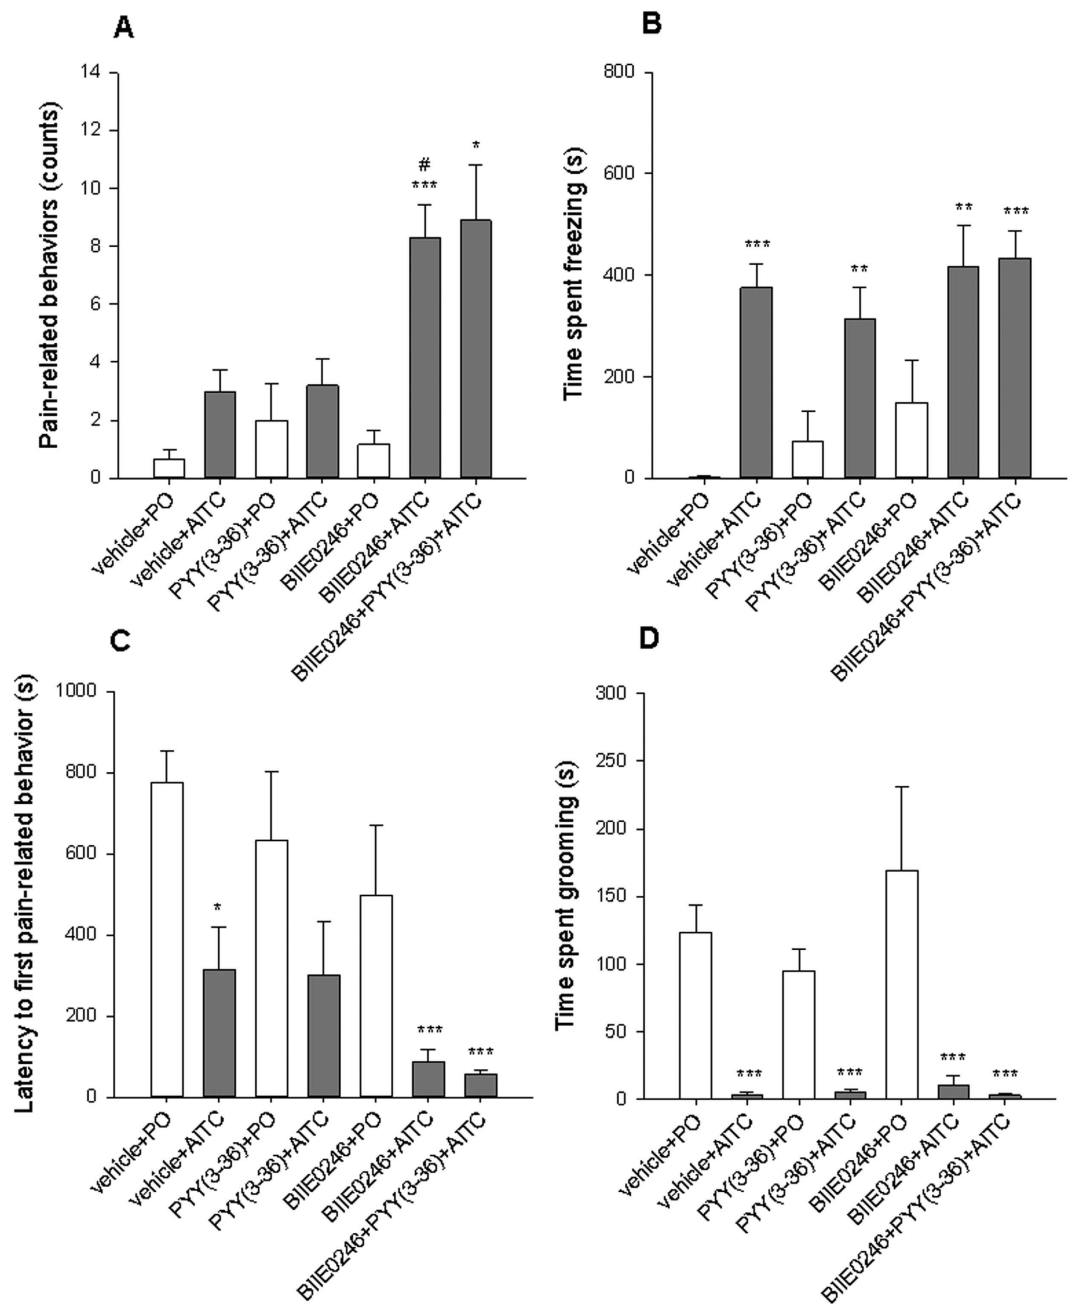 A
Pain-related behaviors (counts)
14
12
10
8
6
4
2
0
#
***
*
vehicle+PO
vehicle+AITC
PYY(3-36)+PO
PYY(3-36)+AITC
BIIE0246+PO
BIIE0246+AITC
BIIE0246+PYY(3-36)+AITC
B
Time spent freezing (s)
800
600
400
200
0
***
**
**
***
vehicle+PO
vehicle+AITC
PYY(3-36)+PO
PYY(3-36)+AITC
BIIE0246+PO
BIIE0246+AITC
BIIE0246+PYY(3-36)+AITC
C
Latency to first pain-related behavior (s)
1000
800
600
400
200
0
*
***
***
vehicle+PO
vehicle+AITC
PYY(3-36)+PO
PYY(3-36)+AITC
BIIE0246+PO
BIIE0246+AITC
BIIE0246+PYY(3-36)+AITC
D
Time spent grooming (s)
300
250
200
150
100
50
0
***
***
***
***
vehicle+PO
vehicle+AITC
PYY(3-36)+PO
PYY(3-36)+AITC
BIIE0246+PO
BIIE0246+AITC
BIIE0246+PYY(3-36)+AITC